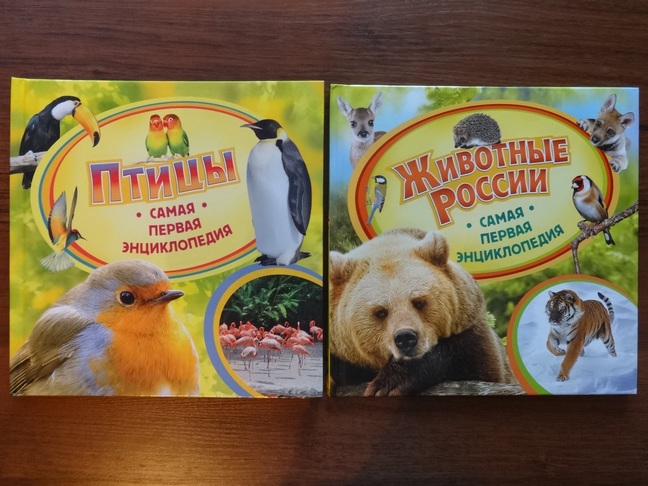 Птицы
• САМАЯ •
ПЕРВАЯ
ЭНЦИКЛОПЕДИЯ
Животные
России
• САМАЯ •
ПЕРВАЯ
ЭНЦИКЛОПЕДИЯ